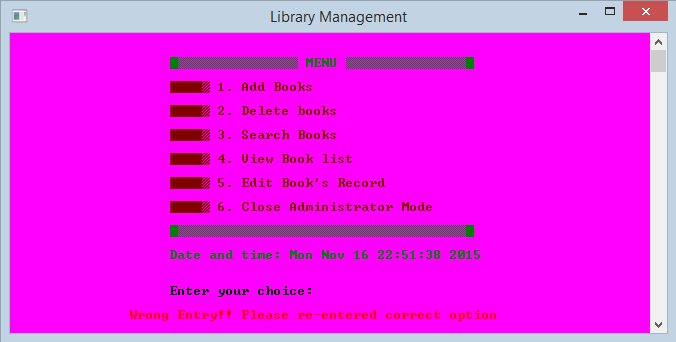 Library Management
MENU
1. Add Books
2. Delete books
3. Search Books
4. View Book list
5. Edit Book's Record
6. Close Administrator Mode
Date and time: Mon Nov 16 22:51:38 2015
Enter your choice:
Wrong Entry!! Please re-entered correct option